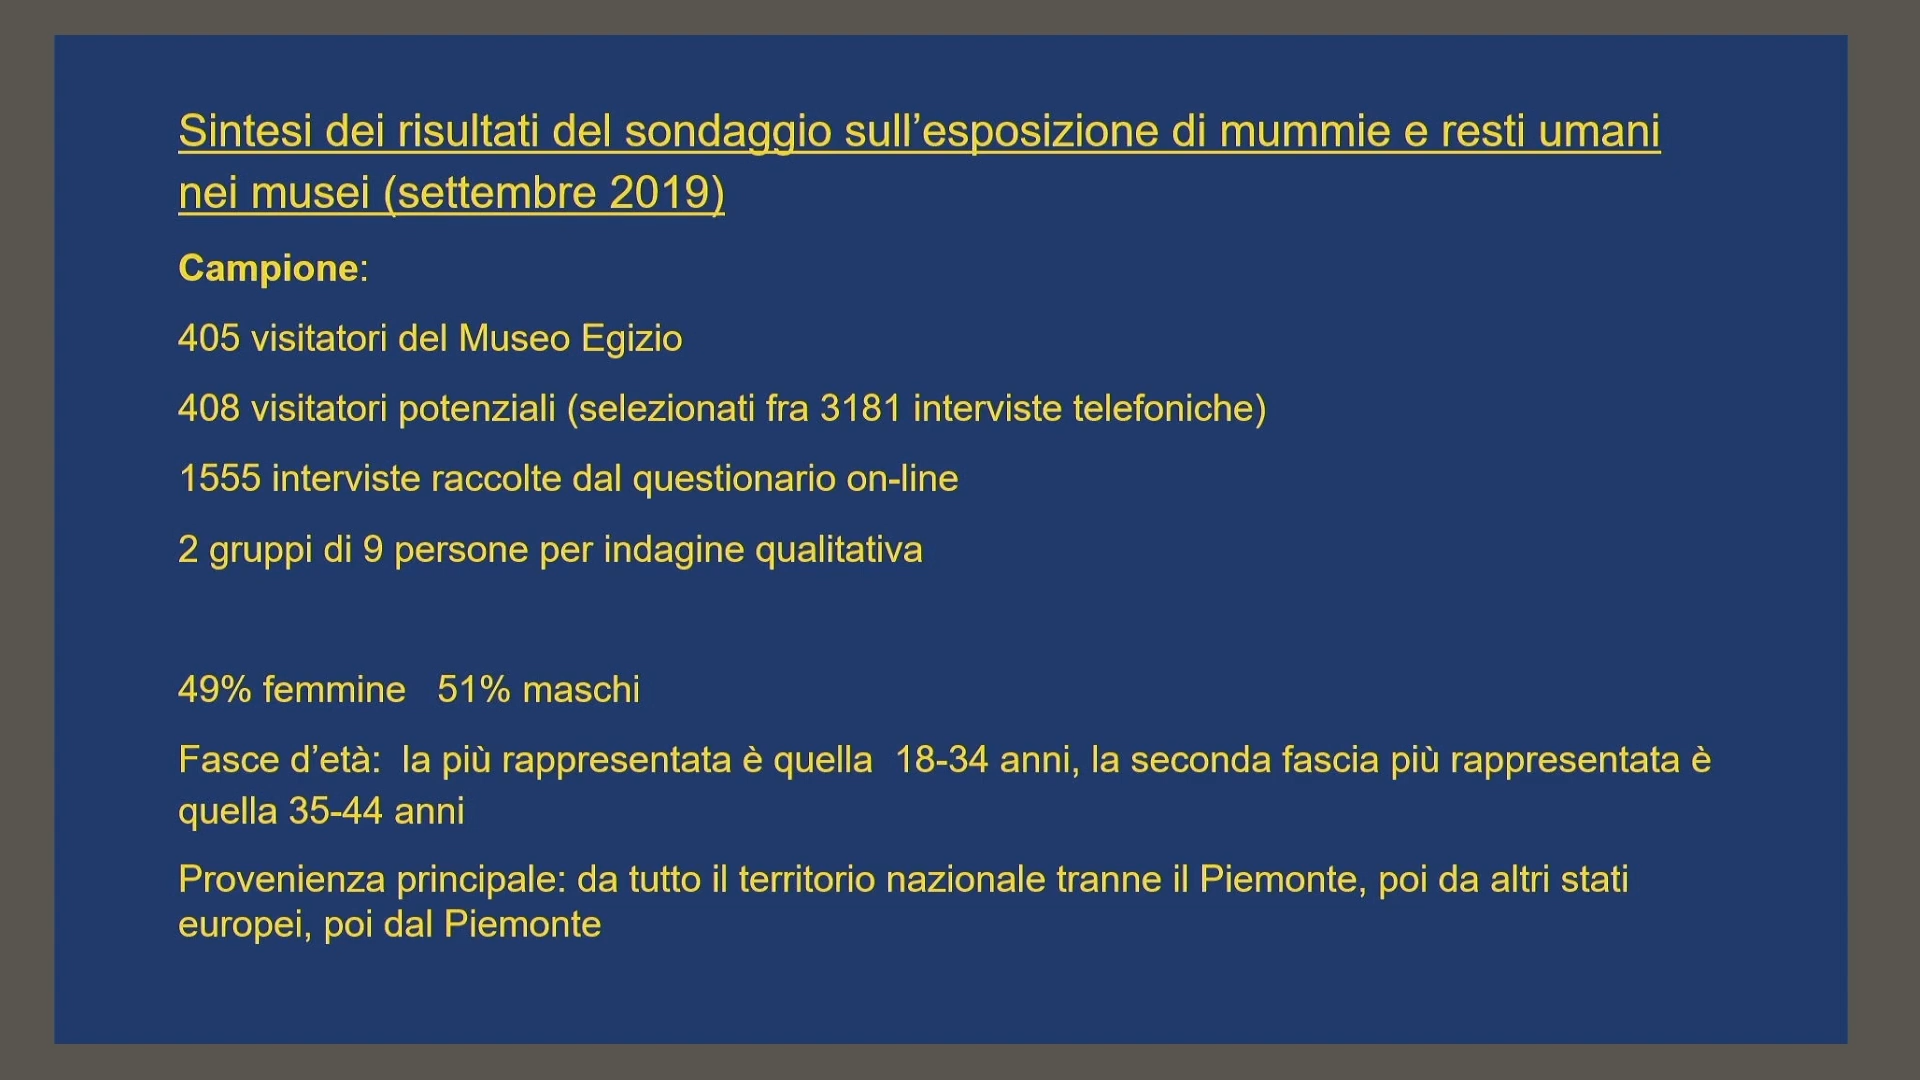 Sintesi dei risultati del sondaggio sull’esposizione di mummie e resti umani
nei musei (settembre 2019)
Campione:
405 visitatori del Museo Egizio
408 visitatori potenziali (selezionati fra 3181 interviste telefoniche)
1555 interviste raccolte dal questionario on-line
2 gruppi di 9 persone per indagine qualitativa
49% femmine   51% maschi
Fasce d’età:  la più rappresentata è quella  18-34 anni, la seconda fascia più rappresentata è
quella 35-44 anni
Provenienza principale: da tutto il territorio nazionale tranne il Piemonte, poi da altri stati
europei, poi dal Piemonte